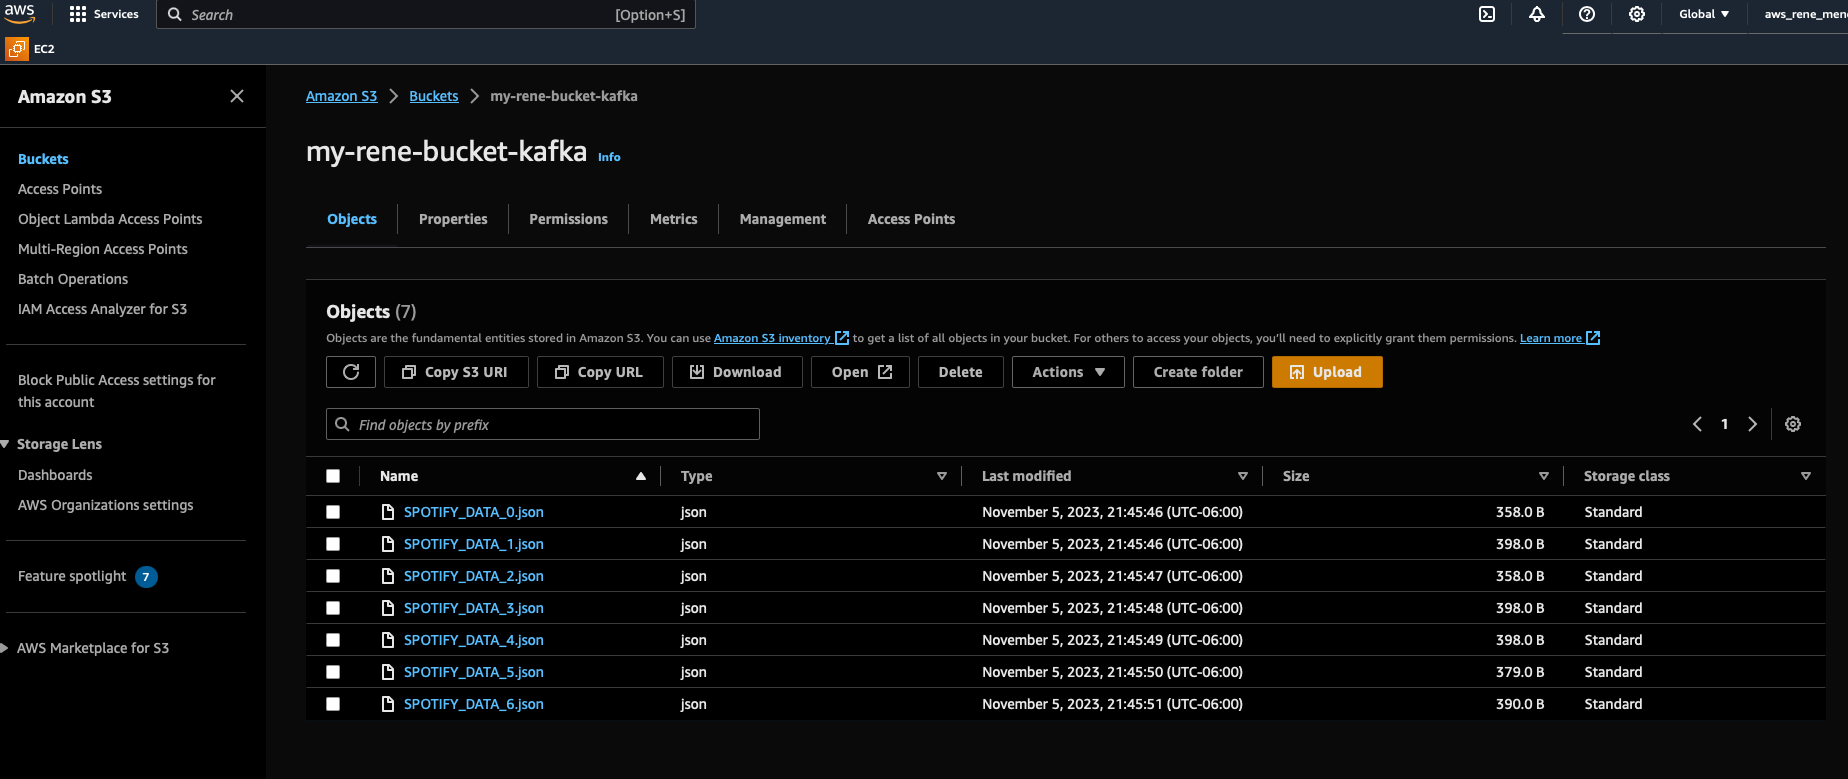 aws
Services
Search
[Option+S]
Global
aws_rene_men
EC2
Amazon S3
Buckets
Access Points
Object Lambda Access Points
Multi-Region Access Points
Batch Operations
IAM Access Analyzer for S3
Block Public Access settings for
this account
Storage Lens
Dashboards
AWS Organizations settings
Feature spotlight 7
AWS Marketplace for S3
Amazon S3 > Buckets > my-rene-bucket-kafka
my-rene-bucket-kafka Info
Objects Properties Permissions Metrics Management Access Points
Objects (7)
Objects are the fundamental entities stored in Amazon S3. You can use Amazon S3 inventory to get a list of all objects in your bucket. For others to access your objects, you'll need to explicitly grant them permissions. Learn more
Copy S3 URI Copy URL Download Open Delete Actions Create folder Upload
Find objects by prefix
1
Name Type Last modified Size Storage class
SPOTIFY_DATA_0.json json November 5, 2023, 21:45:46 (UTC-06:00) 358.0 B Standard
SPOTIFY_DATA_1.json json November 5, 2023, 21:45:46 (UTC-06:00) 398.0 B Standard
SPOTIFY_DATA_2.json json November 5, 2023, 21:45:47 (UTC-06:00) 358.0 B Standard
SPOTIFY_DATA_3.json json November 5, 2023, 21:45:48 (UTC-06:00) 398.0 B Standard
SPOTIFY_DATA_4.json json November 5, 2023, 21:45:49 (UTC-06:00) 398.0 B Standard
SPOTIFY_DATA_5.json json November 5, 2023, 21:45:50 (UTC-06:00) 379.0 B Standard
SPOTIFY_DATA_6.json json November 5, 2023, 21:45:51 (UTC-06:00) 390.0 B Standard